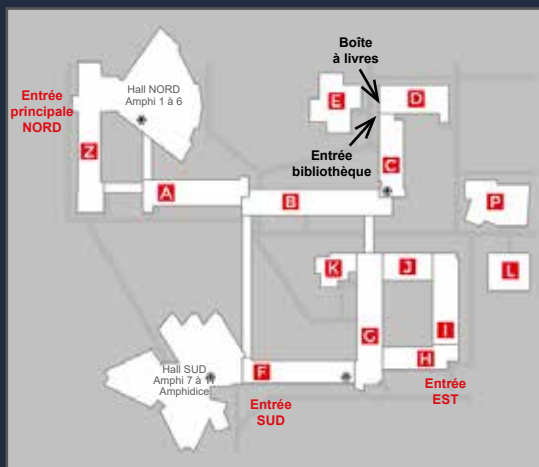 Boîte
à livres
Entrée
principale
NORD
Hall NORD
Amphi 1 à 6
E
D
Z
Entrée
bibliothèque
C
A
B
P
K
J
L
G
I
Hall SUD
Amphi 7 à 11
Amphidice
F
H
Entrée
SUD
Entrée
EST